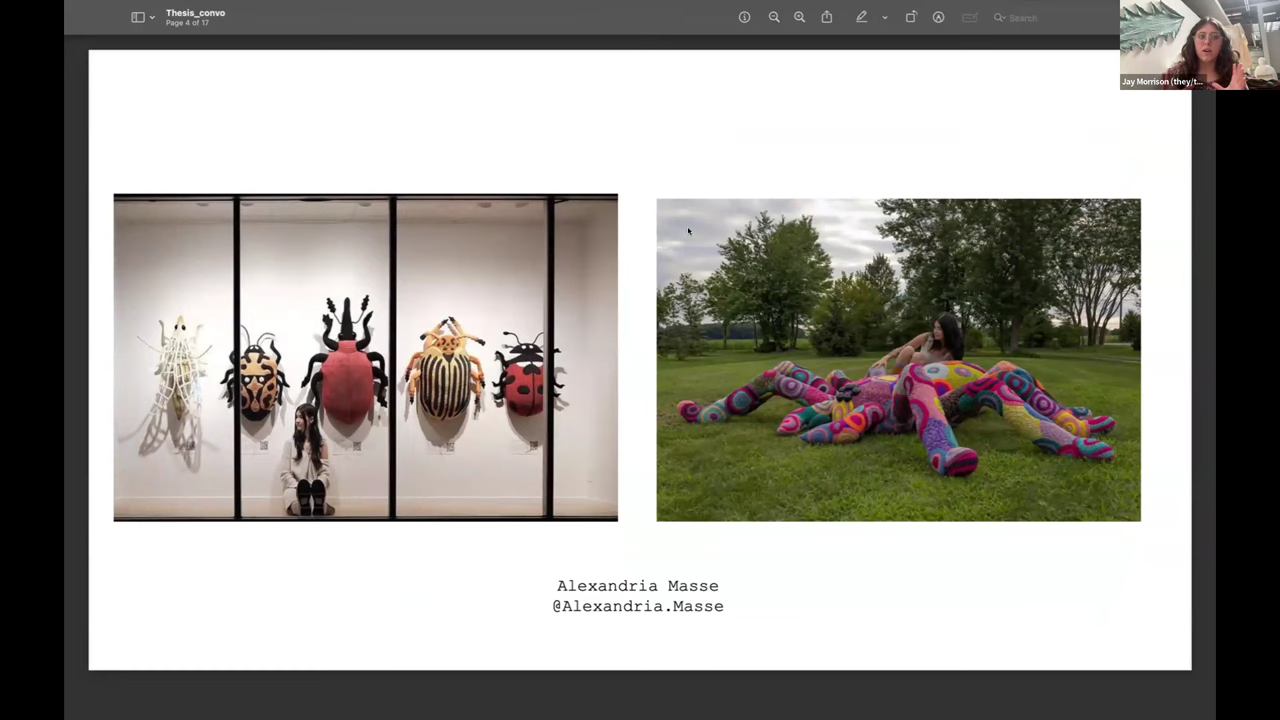 Thesis_convo
Page 4 of 17
Search
Jay Morrison (they/t...
Alexandria Masse
@Alexandria.Masse